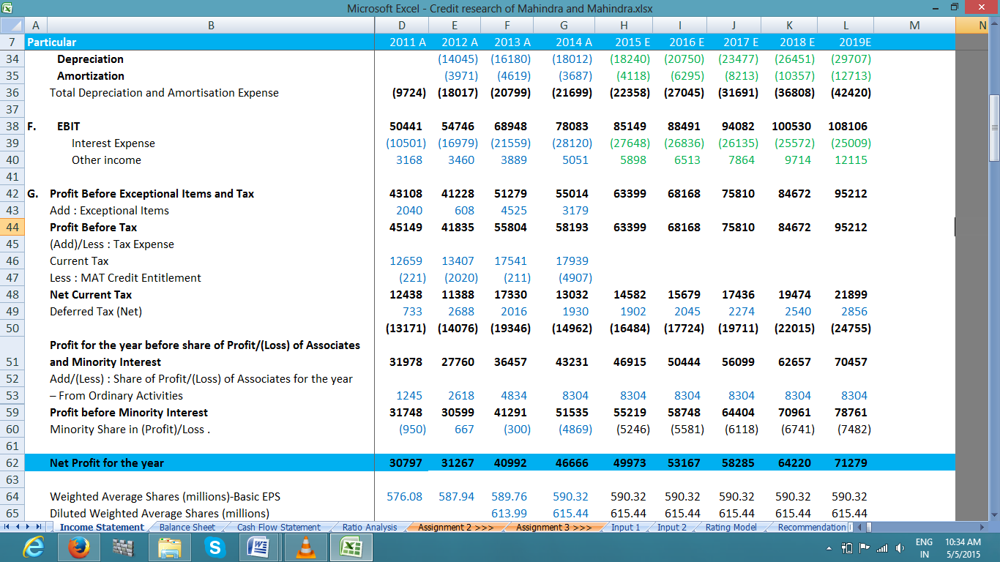 Microsoft Excel - Credit research of Mahindra and Mahindra.xlsx
A B D E F G H I J K L M N
7 Particular 2011 A 2012 A 2013 A 2014 A 2015 E 2016 E 2017 E 2018 E 2019E
34 Depreciation (14045) (16180) (18012) (18240) (20750) (23477) (26451) (29707)
35 Amortization (3971) (4619) (3687) (4118) (6295) (8213) (10357) (12713)
36 Total Depreciation and Amortisation Expense (9724) (18017) (20799) (21699) (22358) (27045) (31691) (36808) (42420)
37
38 F. EBIT 50441 54746 68948 78083 85149 88491 94082 100530 108106
39 Interest Expense (10501) (16979) (21559) (28120) (27648) (26836) (26135) (25572) (25009)
40 Other income 3168 3460 3889 5051 5898 6513 7864 9714 12115
41
42 G. Profit Before Exceptional Items and Tax 43108 41228 51279 55014 63399 68168 75810 84672 95212
43 Add : Exceptional Items 2040 608 4525 3179
44 Profit Before Tax 45149 41835 55804 58193 63399 68168 75810 84672 95212
45 (Add)/Less : Tax Expense
46 Current Tax 12659 13407 17541 17939
47 Less : MAT Credit Entitlement (221) (2020) (211) (4907)
48 Net Current Tax 12438 11388 17330 13032 14582 15679 17436 19474 21899
49 Deferred Tax (Net) 733 2688 2016 1930 1902 2045 2274 2540 2856
50 (13171) (14076) (19346) (14962) (16484) (17724) (19711) (22015) (24755)
Profit for the year before share of Profit/(Loss) of Associates
51 and Minority Interest 31978 27760 36457 43231 46915 50444 56099 62657 70457
52 Add/(Less) : Share of Profit/(Loss) of Associates for the year
53 – From Ordinary Activities 1245 2618 4834 8304 8304 8304 8304 8304 8304
59 Profit before Minority Interest 31748 30599 41291 51535 55219 58748 64404 70961 78761
60 Minority Share in (Profit)/Loss . (950) 667 (300) (4869) (5246) (5581) (6118) (6741) (7482)
61
62 Net Profit for the year 30797 31267 40992 46666 49973 53167 58285 64220 71279
63
64 Weighted Average Shares (millions)-Basic EPS 576.08 587.94 589.76 590.32 590.32 590.32 590.32 590.32 590.32
65 Diluted Weighted Average Shares (millions) 613.99 615.44 615.44 615.44 615.44 615.44 615.44
Income Statement Balance Sheet Cash Flow Statement Ratio Analysis Assignment 2 >>> Assignment 3 >>> Input 1 Input 2 Rating Model Recommendation
ENG 10:34 AM
IN 5/5/2015